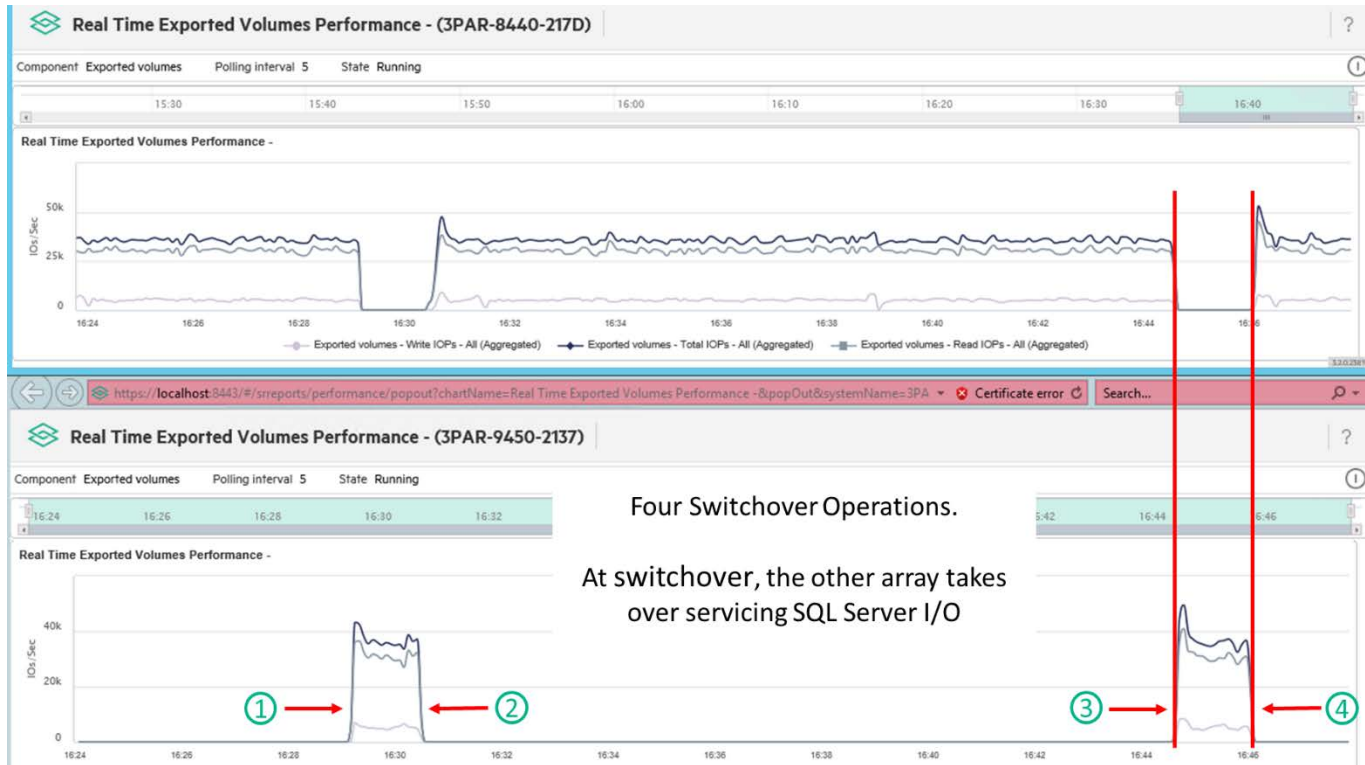 Real Time Exported Volumes Performance - (3PAR-8440-217D)
?
Component Exported volumes Polling interval 5 State Running
15:30 15:40 15:50 16:00 16:10 16:20 16:30 16:40
Real Time Exported Volumes Performance -
IOs/Sec
50k
25k
0
16:24 16:26 16:28 16:30 16:32 16:34 16:36 16:38 16:40 16:42 16:44 16:46
Exported volumes - Write IOPs - All (Aggregated) Exported volumes - Total IOPs - All (Aggregated) Exported volumes - Read IOPs - All (Aggregated)
https://localhost:8443/#/srreports/performance/popout?chartName=Real Time Exported Volumes Performance -&popOut&systemName=3PA Certificate error Search...
Real Time Exported Volumes Performance - (3PAR-9450-2137)
?
Component Exported volumes Polling interval 5 State Running
16:24 16:26 16:28 16:30 16:32 5:42 16:44 6:46
Four Switchover Operations.
At switchover, the other array takes
over servicing SQL Server I/O
Real Time Exported Volumes Performance -
IOs/Sec
40k
20k
0
1 2 3 4
16:24 16:26 16:28 16:30 16:32 16:34 16:36 16:38 16:40 16:42 16:44 16:46